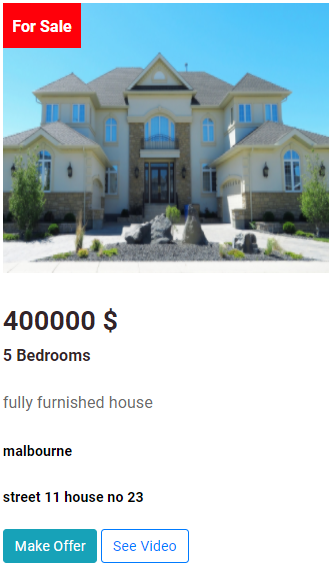 For Sale
400000 $
5 Bedrooms
fully furnished house
malbourne
street 11 house no 23
Make Offer See Video